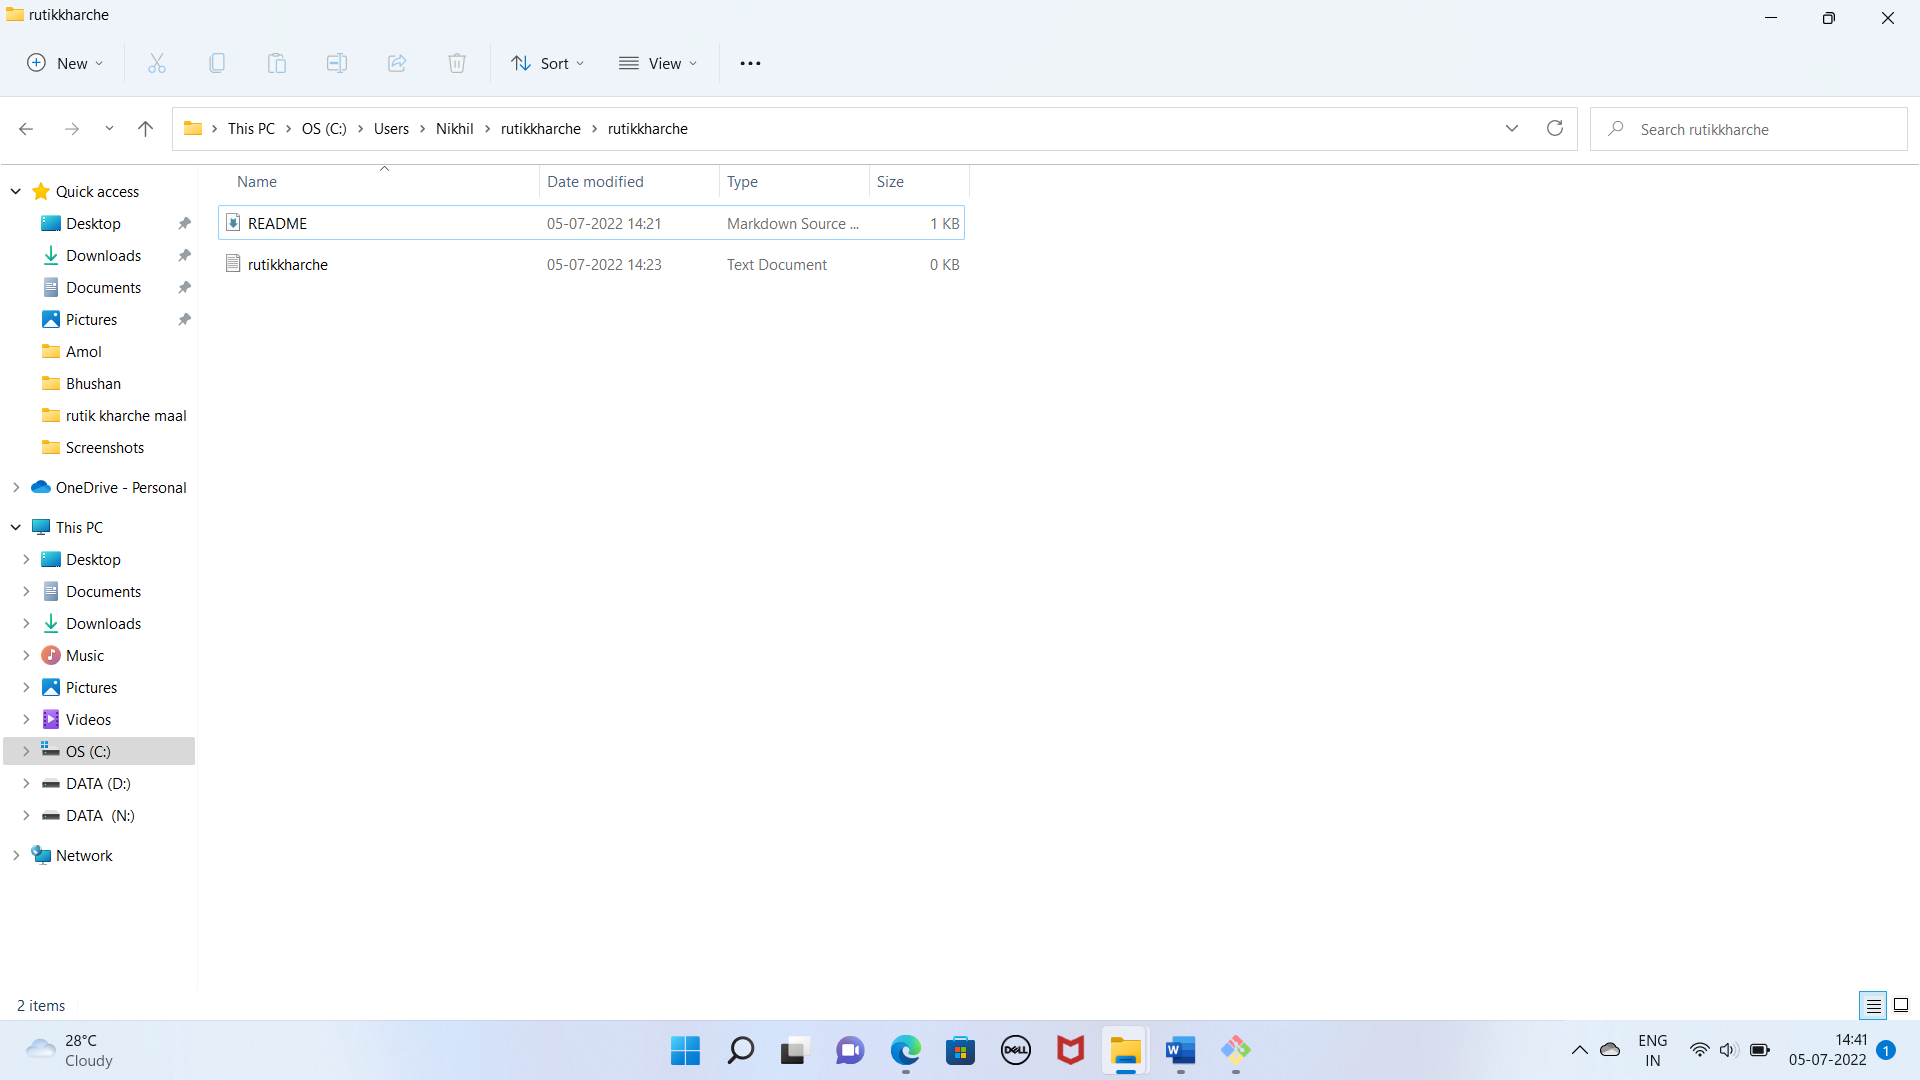 rutikkharche
New
Sort
View
This PC
OS (C:)
Users
Nikhil
rutikkharche
rutikkharche
Search rutikkharche
Name
Date modified
Type
Size
README
05-07-2022 14:21
Markdown Source ...
1 KB
rutikkharche
05-07-2022 14:23
Text Document
0 KB
Quick access
Desktop
Downloads
Documents
Pictures
Amol
Bhushan
rutik kharche maal
Screenshots
OneDrive - Personal
This PC
Desktop
Documents
Downloads
Music
Pictures
Videos
OS (C:)
DATA (D:)
DATA  (N:)
Network
2 items
28°C
Cloudy
DELL
W
ENG
IN
14:41
05-07-2022
1